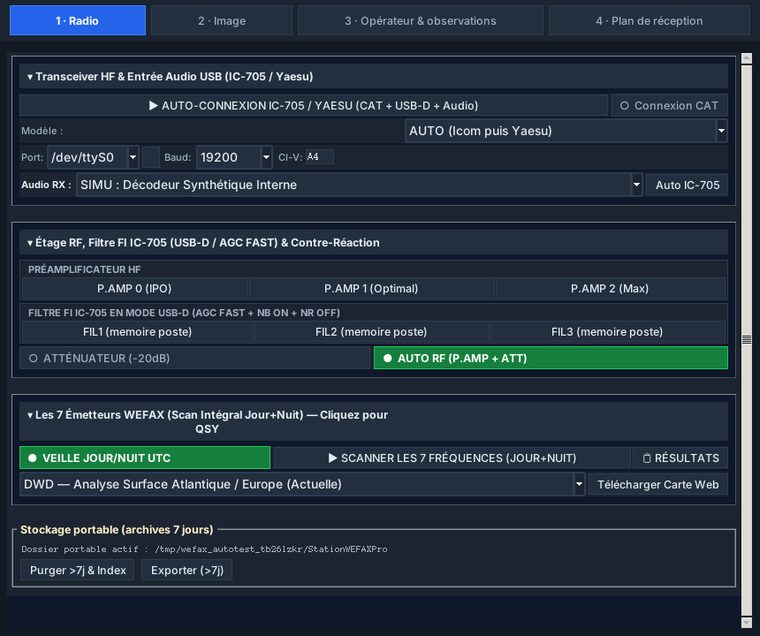 1 · Radio
2 · Image
3 · Opérateur & observations
4 · Plan de réception
▾ Transceiver HF & Entrée Audio USB (IC-705 / Yaesu)
▶ AUTO-CONNEXION IC-705 / YAESU (CAT + USB-D + Audio)
○ Connexion CAT
Modèle :
AUTO (Icom puis Yaesu)
Port: /dev/ttyS0
Baud: 19200
CI-V: A4
Audio RX : SIMU : Décodeur Synthétique Interne
Auto IC-705
▾ Étage RF, Filtre FI IC-705 (USB-D / AGC FAST) & Contre-Réaction
PRÉAMPLIFICATEUR HF
P.AMP 0 (IPO)
P.AMP 1 (Optimal)
P.AMP 2 (Max)
FILTRE FI IC-705 EN MODE USB-D (AGC FAST + NB ON + NR OFF)
FIL1 (memoire poste)
FIL2 (memoire poste)
FIL3 (memoire poste)
○ ATTÉNUATEUR (-20dB)
● AUTO RF (P.AMP + ATT)
▾ Les 7 Émetteurs WEFAX (Scan Intégral Jour+Nuit) — Cliquez pour
QSY
● VEILLE JOUR/NUIT UTC
▶ SCANNER LES 7 FRÉQUENCES (JOUR+NUIT)
📋 RÉSULTATS
DWD — Analyse Surface Atlantique / Europe (Actuelle)
Télécharger Carte Web
Stockage portable (archives 7 jours)
Dossier portable actif : /tmp/wefax_autotest_tb26lzkr/StationWEFAXPro
Purger >7j & Index
Exporter (>7j)